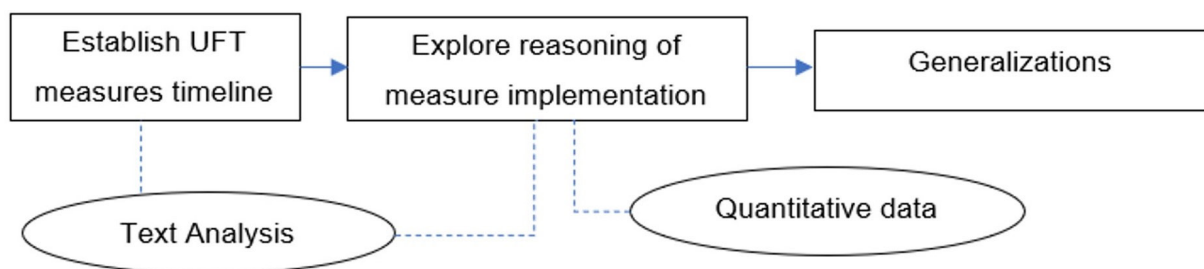 Establish UFT
measures timeline
Explore reasoning of
measure implementation
Generalizations
Text Analysis
Quantitative data